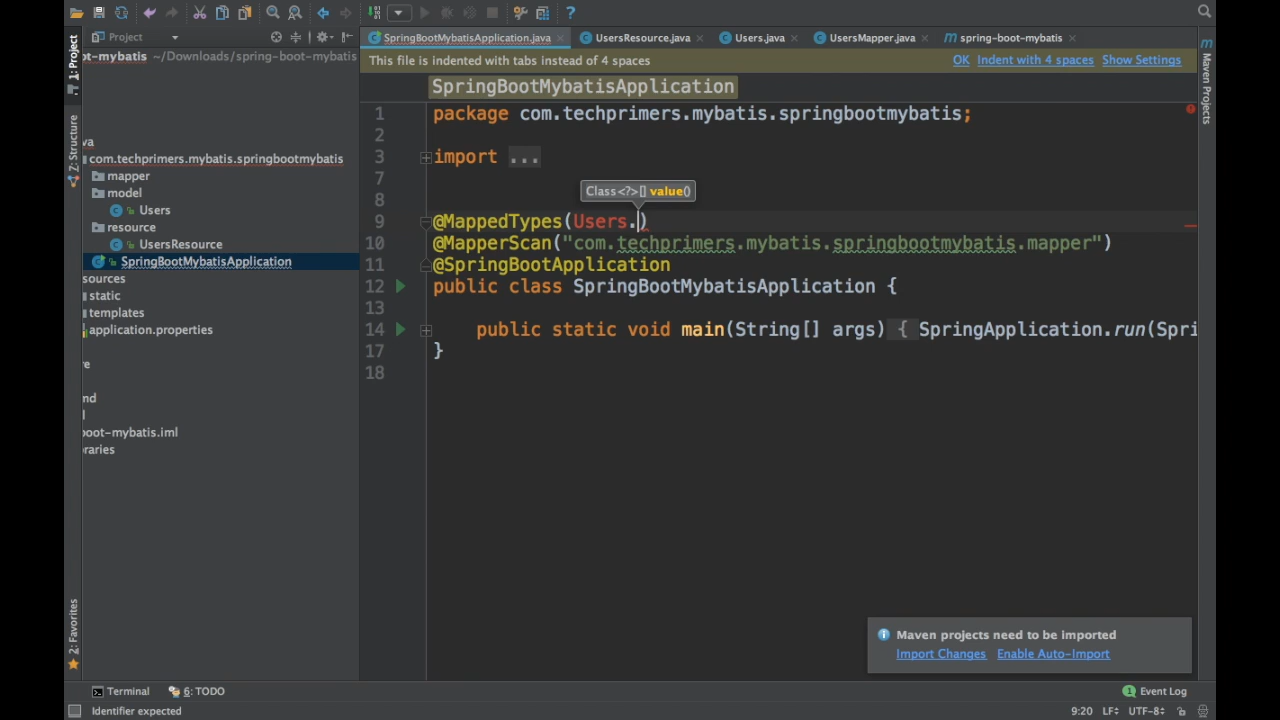 Project
SpringBootMybatisApplication.java
UsersResource.java
Users.java
UsersMapper.java
m spring-boot-mybatis
1: Project
Z: Structure
2: Favorites
Maven Projects
ot-mybatis ~/Downloads/spring-boot-mybatis
va
com.techprimers.mybatis.springbootmybatis
mapper
model
Users
resource
UsersResource
SpringBootMybatisApplication
sources
static
templates
application.properties
re
nd
l
oot-mybatis.iml
raries
This file is indented with tabs instead of 4 spaces
OK Indent with 4 spaces Show Settings
SpringBootMybatisApplication
1 package com.techprimers.mybatis.springbootmybatis;
2
3 import ...
7
8
Class<?>[] value()
9 @MappedTypes(Users.)
10 @MapperScan("com.techprimers.mybatis.springbootmybatis.mapper")
11 @SpringBootApplication
12 public class SpringBootMybatisApplication {
13
14 public static void main(String[] args) { SpringApplication.run(Spri
17 }
18
Maven projects need to be imported
Import Changes Enable Auto-Import
Terminal 6: TODO
1 Event Log
Identifier expected
9:20 LF÷ UTF-8÷